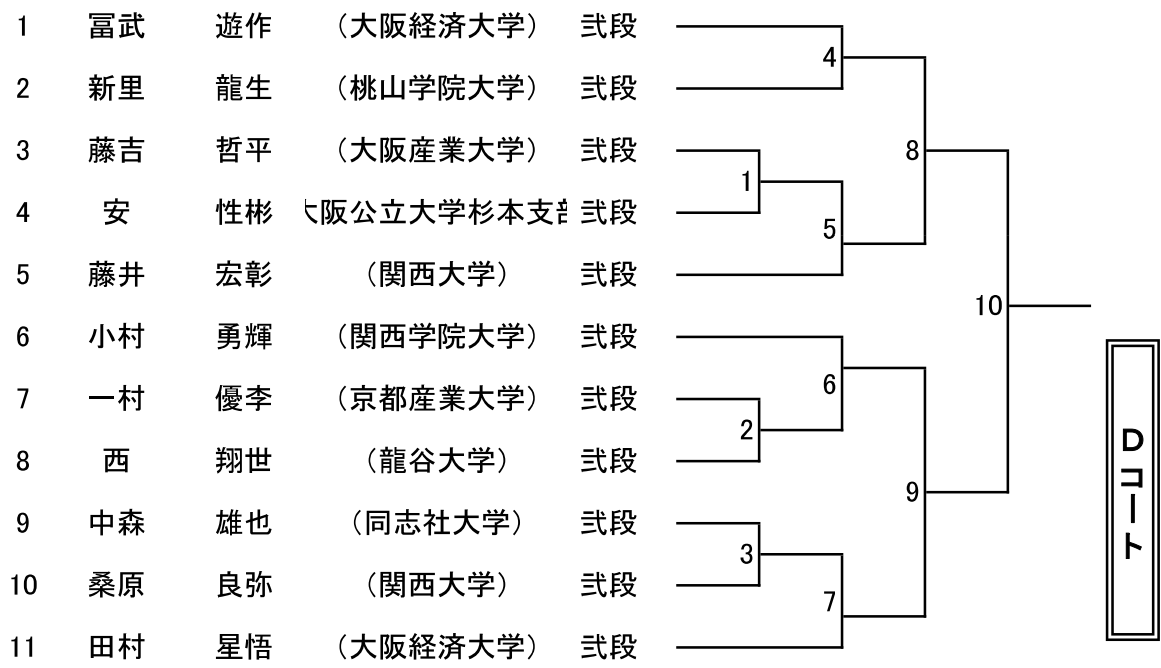 1 冨武 遊作 (大阪経済大学) 弐段
4
2 新里 龍生 (桃山学院大学) 弐段
3 藤吉 哲平 (大阪産業大学) 弐段
8
1
4 安 性彬 大阪公立大学杉本支部 弐段
5
5 藤井 宏彰 (関西大学) 弐段
10
6 小村 勇輝 (関西学院大学) 弐段
6
7 一村 優李 (京都産業大学) 弐段
2
8 西 翔世 (龍谷大学) 弐段
9
9 中森 雄也 (同志社大学) 弐段
3
10 桑原 良弥 (関西大学) 弐段
7
11 田村 星悟 (大阪経済大学) 弐段
Dコート